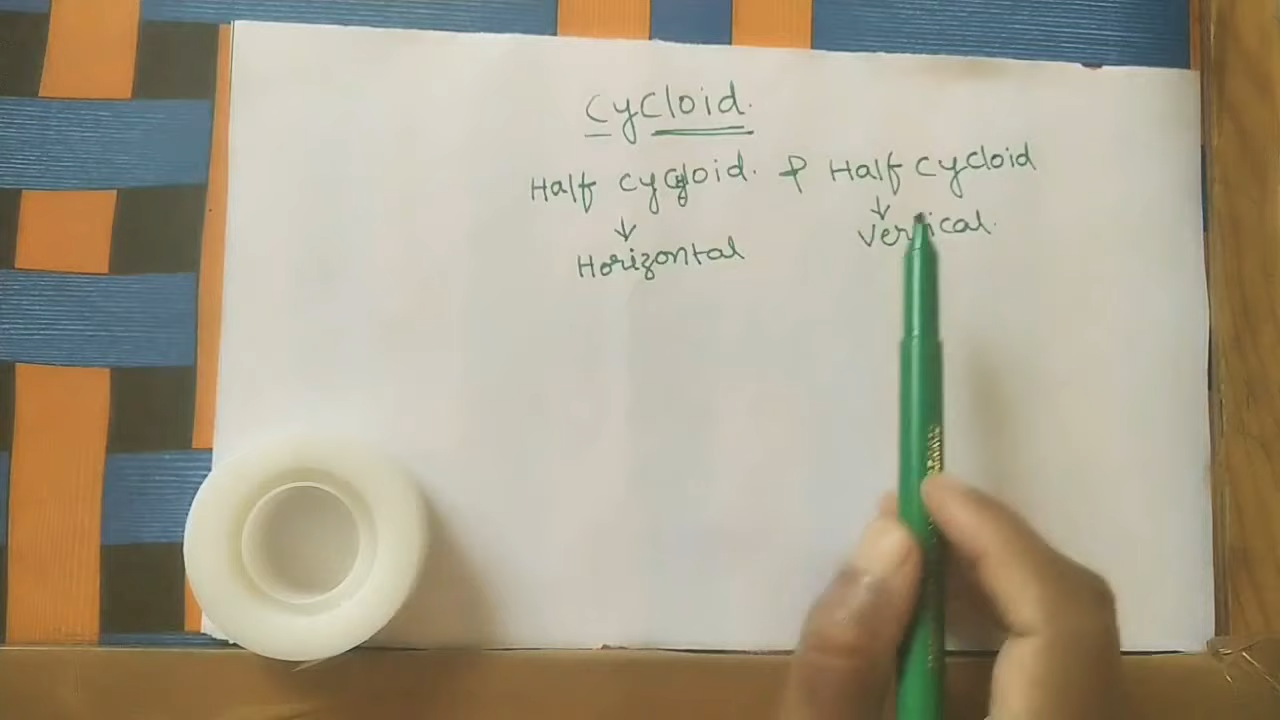 Cycloid.
Half cycloid. & Half cycloid
↓ ↓
Horizontal Vertical.